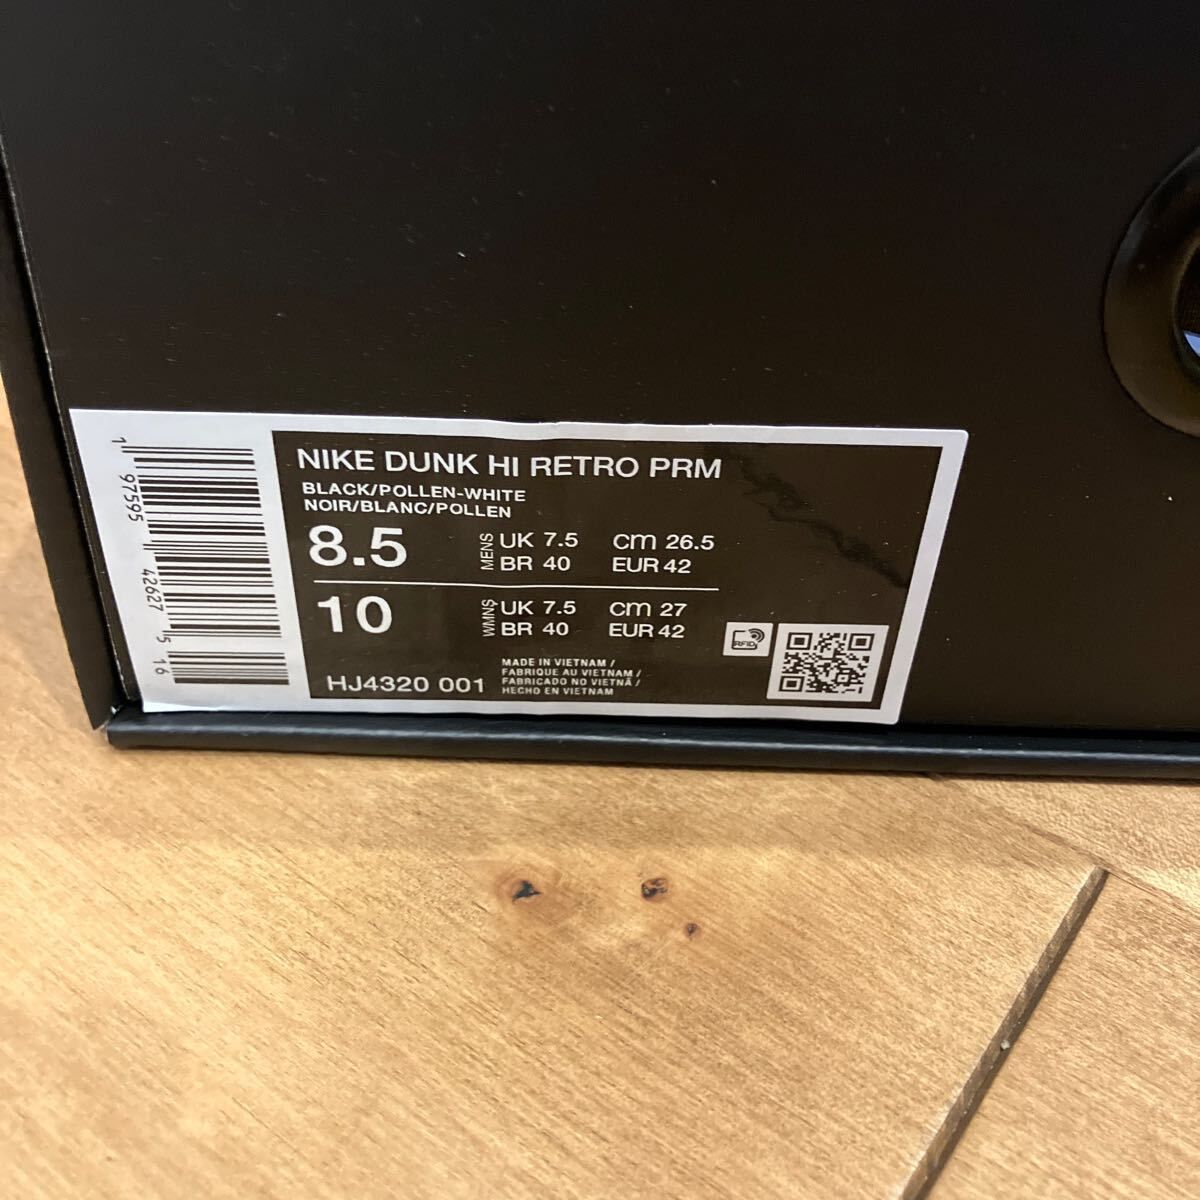 NIKE DUNK HI RETRO PRM
BLACK/POLLEN-WHITE
NOIR/BLANC/POLLEN
8.5 MENS UK 7.5 cm 26.5
BR 40 EUR 42
10 WMNS UK 7.5 cm 27
BR 40 EUR 42
RFID
HJ4320 001
MADE IN VIETNAM /
FABRIQUE AU VIETNAM /
FABRICADO NO VIETNÃ /
HECHO EN VIETNAM
1 97595 42627 5 16